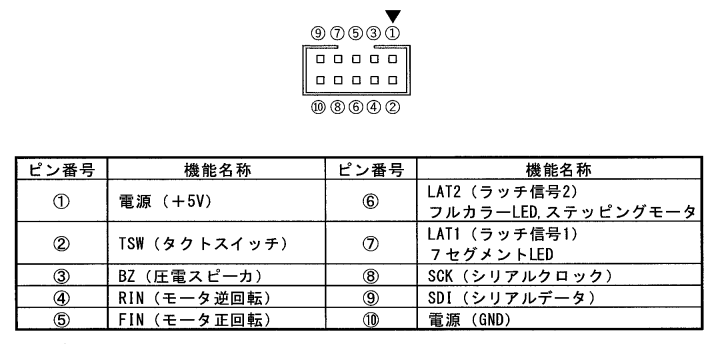 ⑨⑦⑤③①
⑩⑧⑥④②
ピン番号 機能名称 ピン番号 機能名称
① 電源（＋5V） ⑥ LAT2（ラッチ信号2）
フルカラーLED,ステッピングモータ
② TSW（タクトスイッチ） ⑦ LAT1（ラッチ信号1）
７セグメントLED
③ BZ（圧電スピーカ） ⑧ SCK（シリアルクロック）
④ RIN（モータ逆回転） ⑨ SDI（シリアルデータ）
⑤ FIN（モータ正回転） ⑩ 電源（GND）